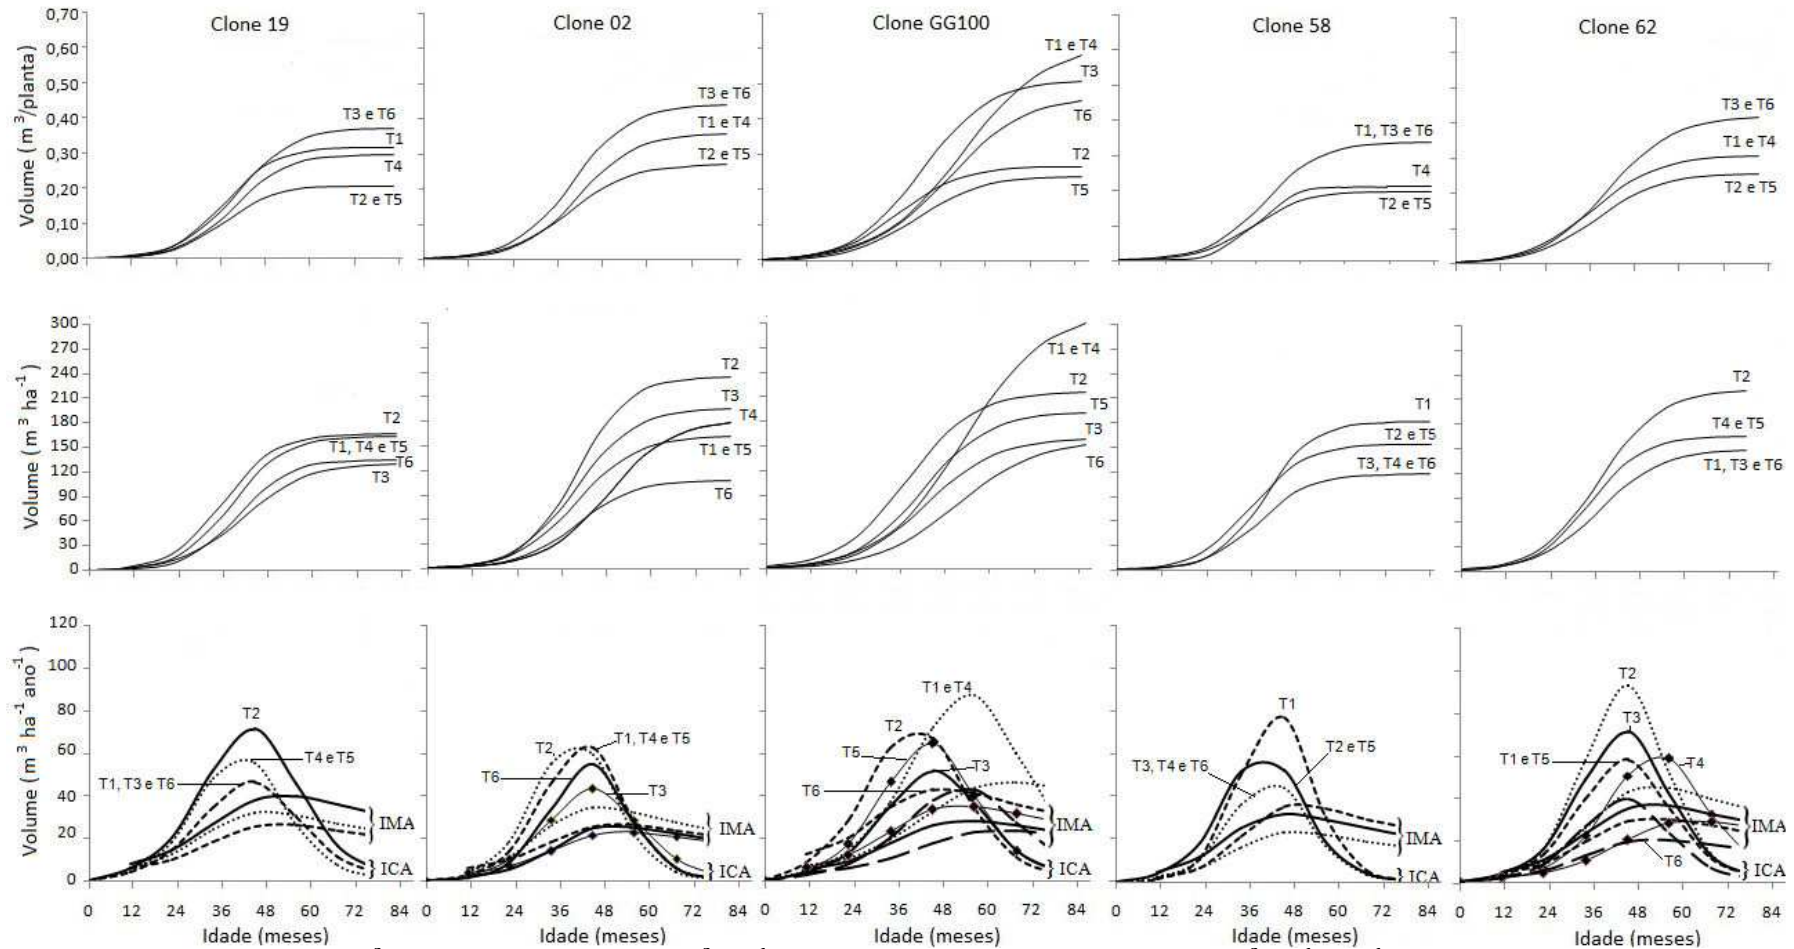 Clone 19
Clone 02
Clone GG100
Clone 58
Clone 62
Volume ( m ³/planta)
0,70
0,60
0,50
0,40
0,30
0,20
0,10
0,00
T3 e T6
T1
T4
T2 e T5
T3 e T6
T1 e T4
T2 e T5
T1 e T4
T3
T6
T2
T5
T1, T3 e T6
T4
T2 e T5
T3 e T6
T1 e T4
T2 e T5
Volume ( m ³ ha⁻¹ )
300
270
240
210
180
150
120
90
60
30
0
T2
T1, T4 e T5
T6
T3
T2
T3
T4
T1 e T5
T6
T1 e T4
T2
T5
T3
T6
T1
T2 e T5
T3, T4 e T6
T2
T4 e T5
T1, T3 e T6
Volume ( m ³ ha⁻¹ ano⁻¹ )
120
100
80
60
40
20
0
T2
T4 e T5
T1, T3 e T6
IMA
ICA
T2
T1, T4 e T5
T6
T3
IMA
ICA
T1 e T4
T2
T5
T3
T6
IMA
ICA
T1
T2 e T5
T3, T4 e T6
IMA
ICA
T2
T3
T1 e T5
T4
T6
IMA
ICA
0 12 24 36 48 60 72 84
0 12 24 36 48 60 72 84
0 12 24 36 48 60 72 84
0 12 24 36 48 60 72 84
0 12 24 36 48 60 72 84
Idade (meses)
Idade (meses)
Idade (meses)
Idade (meses)
Idade (meses)